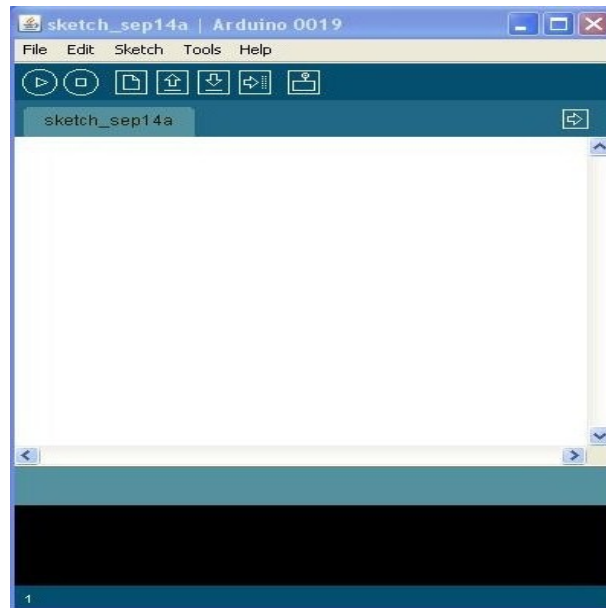 sketch_sep14a | Arduino 0019
File Edit Sketch Tools Help
sketch_sep14a
1